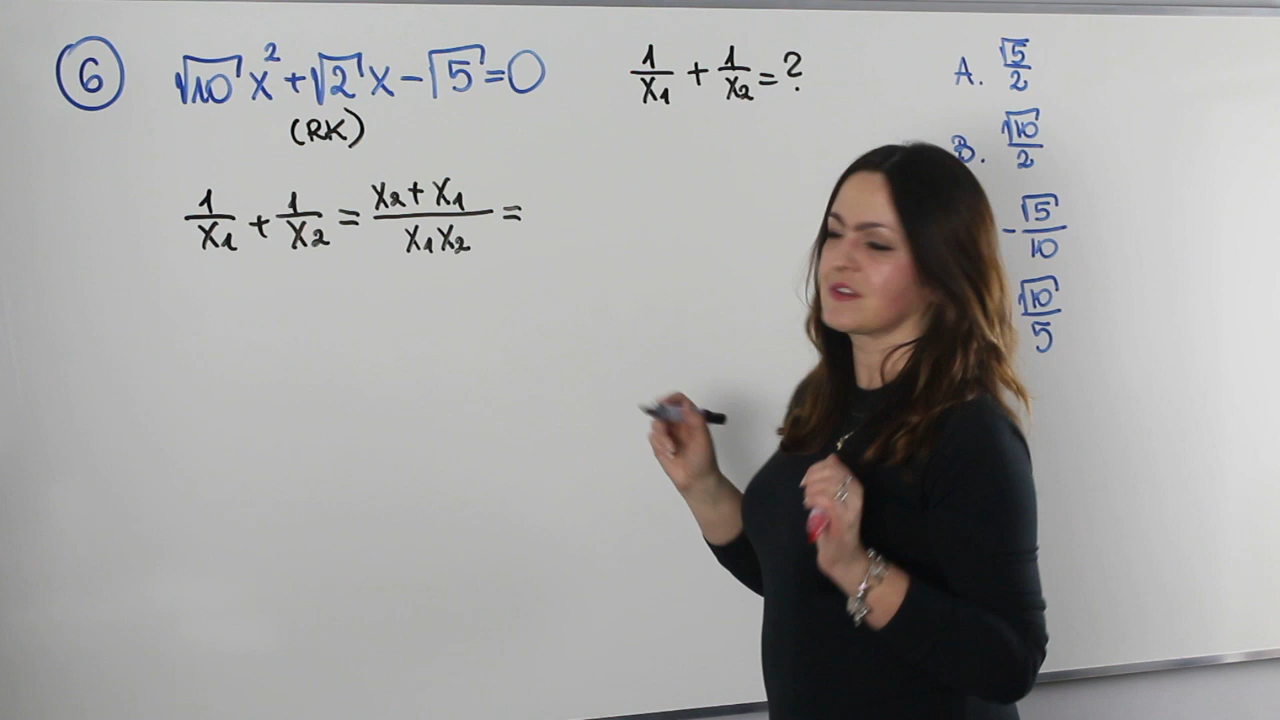 ⑥ √10 x² + √2 x − √5 = 0
(RK)
1/x₁ + 1/x₂ = ?
1/x₁ + 1/x₂ = (x₂ + x₁)/(x₁x₂) =
A. √5/2
B. √10/2
-√5/10
√10/5